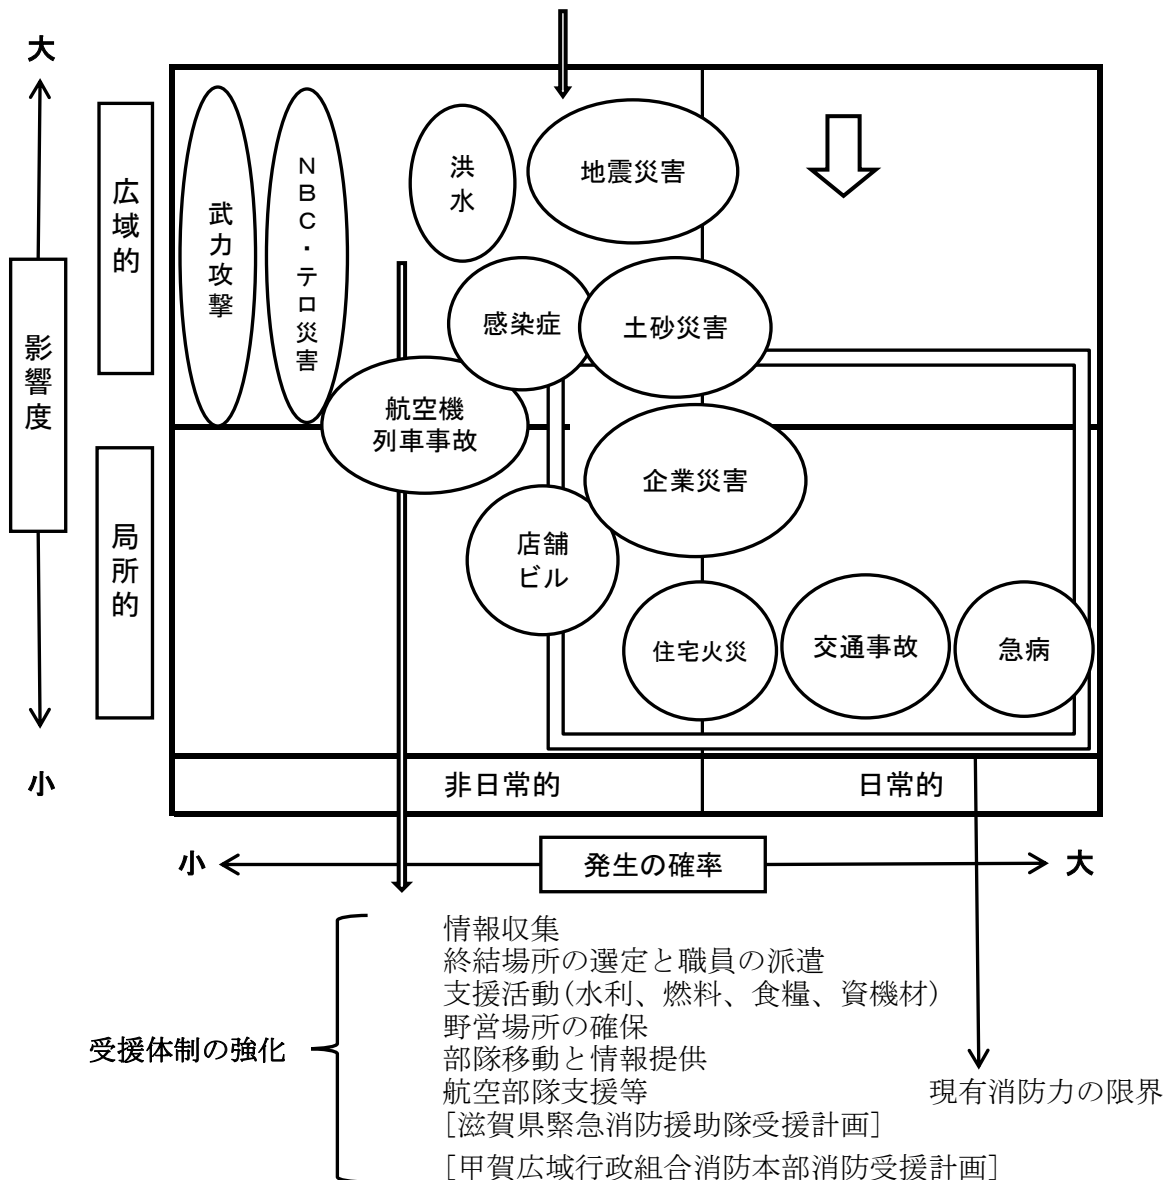 大
広域的
影響度
局所的
小
武力攻撃
NBC・テロ災害
洪水
地震災害
感染症
土砂災害
航空機
列車事故
企業災害
店舗
ビル
住宅火災
交通事故
急病
非日常的
日常的
小
発生の確率
大
受援体制の強化
情報収集
終結場所の選定と職員の派遣
支援活動(水利、燃料、食糧、資機材)
野営場所の確保
部隊移動と情報提供
航空部隊支援等
[滋賀県緊急消防援助隊受援計画]
[甲賀広域行政組合消防本部消防受援計画]
現有消防力の限界